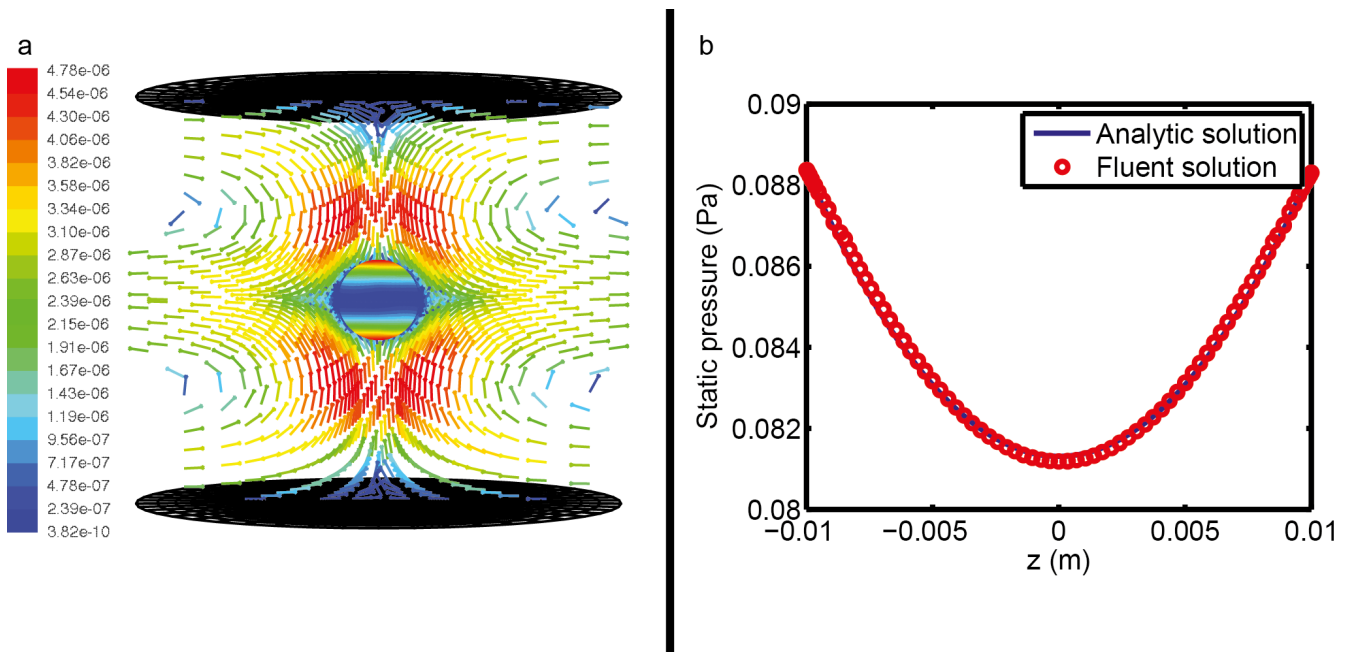 a
4.78e-06
4.54e-06
4.30e-06
4.06e-06
3.82e-06
3.58e-06
3.34e-06
3.10e-06
2.87e-06
2.63e-06
2.39e-06
2.15e-06
1.91e-06
1.67e-06
1.43e-06
1.19e-06
9.56e-07
7.17e-07
4.78e-07
2.39e-07
3.82e-10
b
Analytic solution
Fluent solution
Static pressure (Pa)
0.09
0.088
0.086
0.084
0.082
0.08
−0.01 −0.005 0 0.005 0.01
z (m)